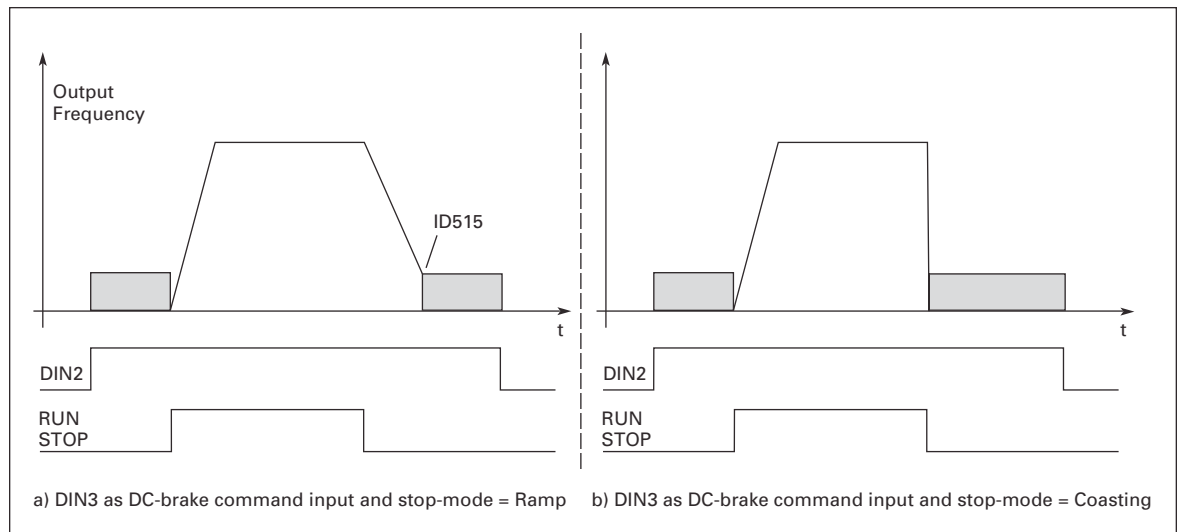 Output
Frequency
ID515
t
DIN2
RUN
STOP
a) DIN3 as DC-brake command input and stop-mode = Ramp
t
DIN2
RUN
STOP
b) DIN3 as DC-brake command input and stop-mode = Coasting